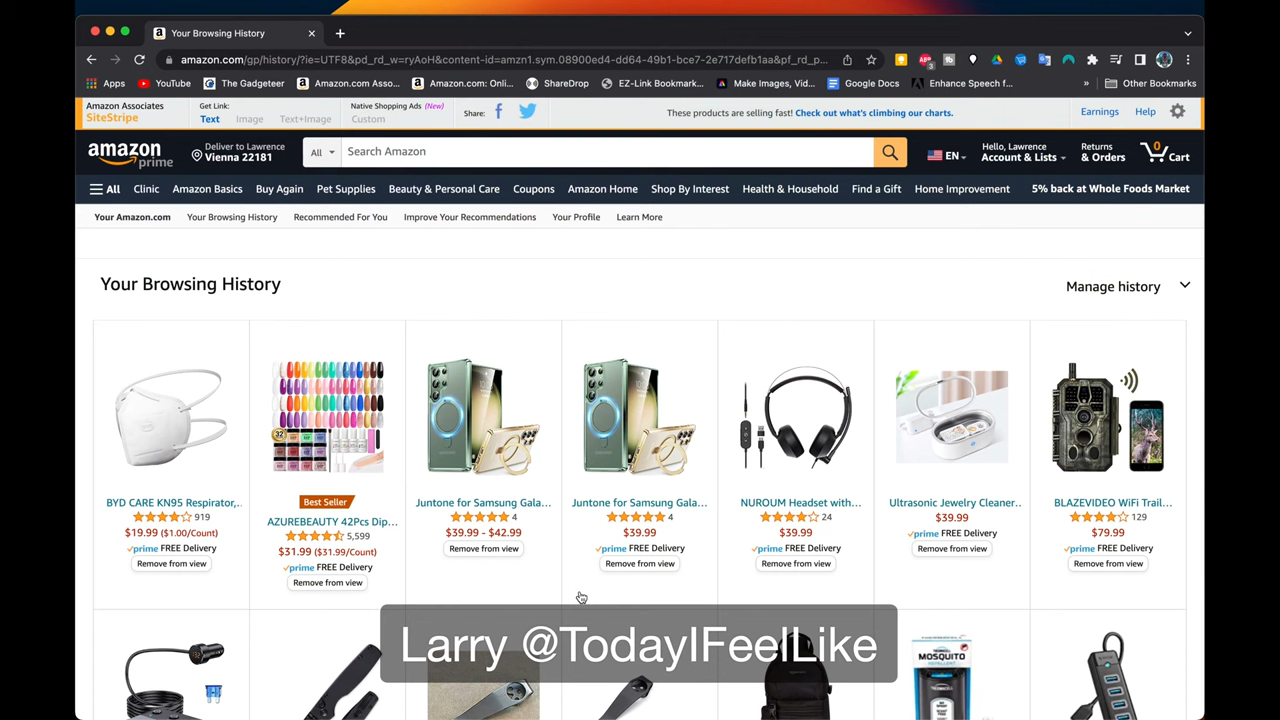 Your Browsing History
amazon.com/gp/history/?ie=UTF8&pd_rd_w=ryAoH&content-id=amzn1.sym.08900ed4-dd64-49b1-bce7-2e717defb1aa&pf_rd_p...
Apps YouTube The Gadgeteer Amazon.com Asso... Amazon.com: Onli... ShareDrop EZ-Link Bookmark... Make Images, Vid... Google Docs Enhance Speech f... » Other Bookmarks
Amazon Associates
SiteStripe
Get Link:
Text Image Text+Image
Native Shopping Ads (New)
Custom
Share:
These products are selling fast! Check out what's climbing our charts.
Earnings Help
amazon prime
Deliver to Lawrence
Vienna 22181
All Search Amazon
EN
Hello, Lawrence
Account & Lists
Returns
& Orders
0 Cart
All Clinic Amazon Basics Buy Again Pet Supplies Beauty & Personal Care Coupons Amazon Home Shop By Interest Health & Household Find a Gift Home Improvement 5% back at Whole Foods Market
Your Amazon.com Your Browsing History Recommended For You Improve Your Recommendations Your Profile Learn More
Your Browsing History
Manage history
BYD CARE KN95 Respirator,...
919
$19.99 ($1.00/Count)
prime FREE Delivery
Remove from view
Best Seller
AZUREBEAUTY 42Pcs Dip...
5,599
$31.99 ($31.99/Count)
prime FREE Delivery
Remove from view
Juntone for Samsung Gala...
4
$39.99 - $42.99
Remove from view
Juntone for Samsung Gala...
4
$39.99
prime FREE Delivery
Remove from view
NUROUM Headset with...
24
$39.99
prime FREE Delivery
Remove from view
Ultrasonic Jewelry Cleaner...
$39.99
prime FREE Delivery
Remove from view
BLAZEVIDEO WiFi Trail...
129
$79.99
prime FREE Delivery
Remove from view
Larry @TodayIFeelLike
MOSQUITO